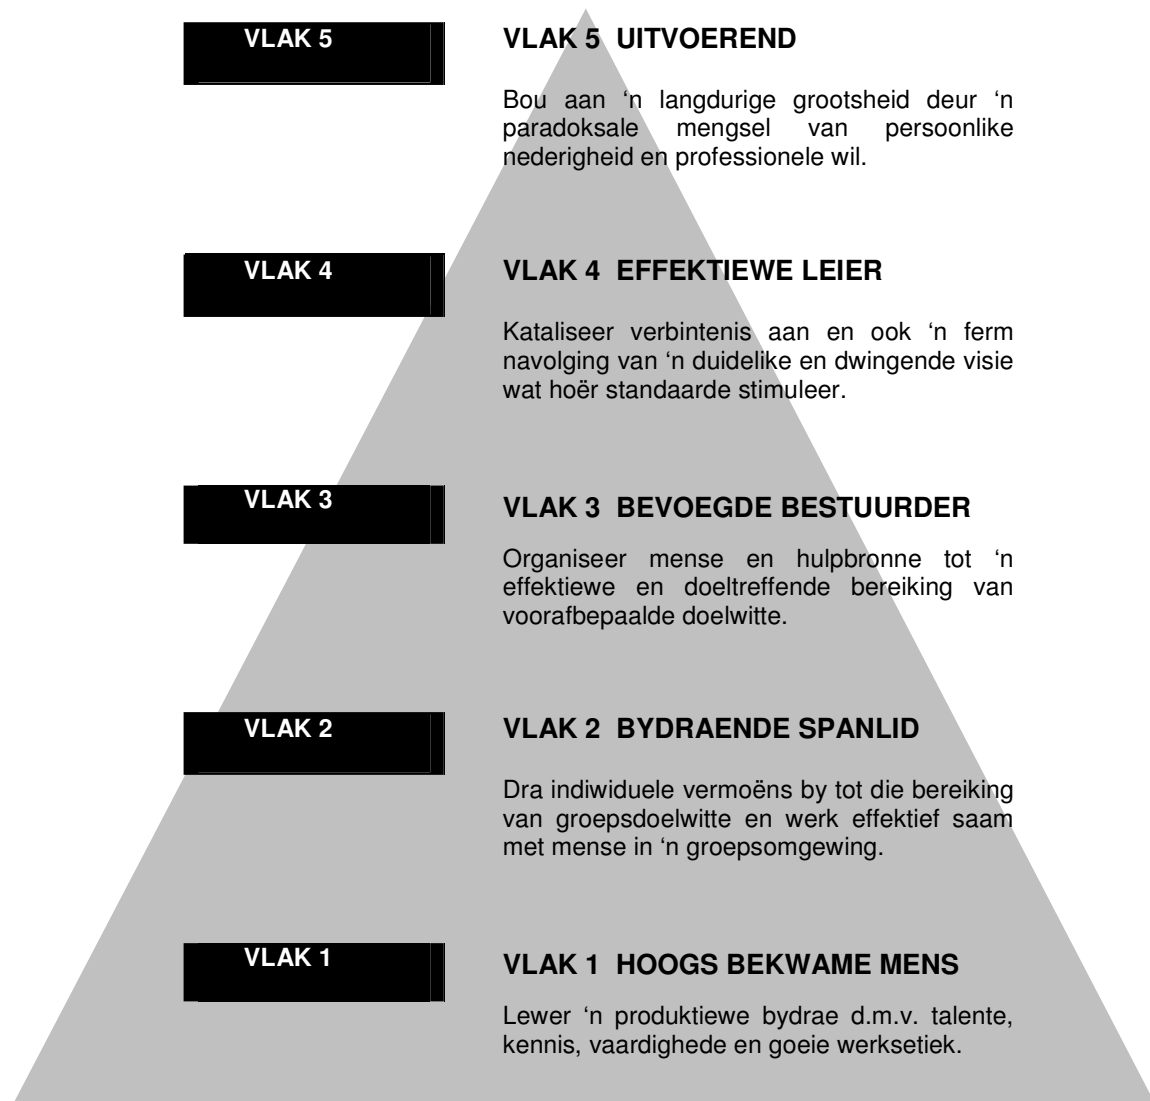 VLAK 5
VLAK 5 UITVOEREND
Bou aan ‘n langdurige grootsheid deur ‘n
paradoksale mengsel van persoonlike
nederigheid en professionele wil.
VLAK 4
VLAK 4 EFFEKTIEWE LEIER
Kataliseer verbintenis aan en ook ‘n ferm
navolging van ‘n duidelike en dwingende visie
wat hoër standaarde stimuleer.
VLAK 3
VLAK 3 BEVOEGDE BESTUURDER
Organiseer mense en hulpbronne tot ‘n
effektiewe en doeltreffende bereiking van
voorafbepaalde doelwitte.
VLAK 2
VLAK 2 BYDRAENDE SPANLID
Dra individuele vermoëns by tot die bereiking
van groepsdoelwitte en werk effektief saam
met mense in ‘n groepsomgewing.
VLAK 1
VLAK 1 HOOGS BEKWAME MENS
Lewer ‘n produktiewe bydrae d.m.v. talente,
kennis, vaardighede en goeie werksetiek.